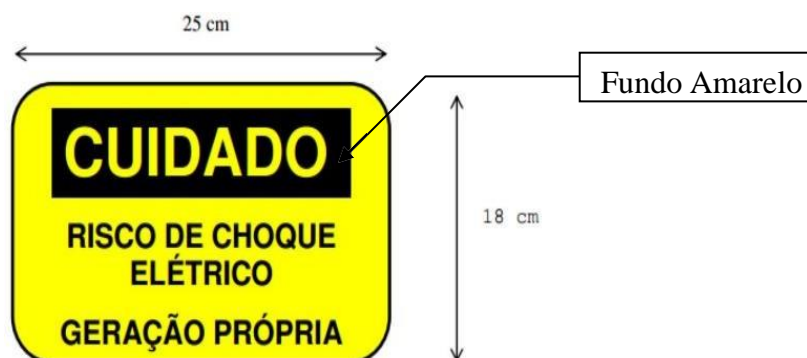 25 cm
Fundo Amarelo
CUIDADO
18 cm
RISCO DE CHOQUE
ELÉTRICO
GERAÇÃO PRÓPRIA